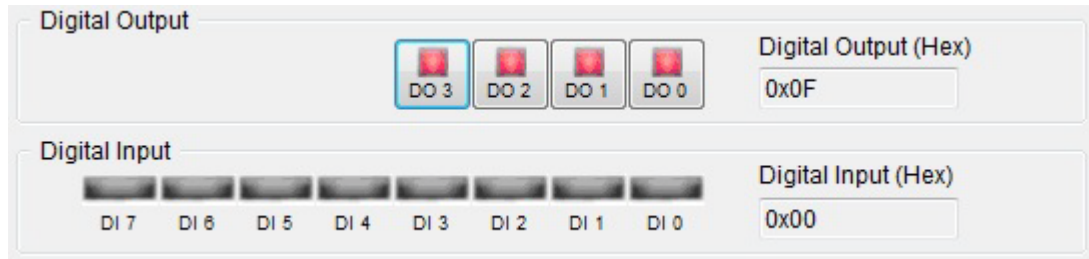 Digital Output
Digital Output (Hex)
DO 3 DO 2 DO 1 DO 0
0x0F
Digital Input
Digital Input (Hex)
DI 7 DI 6 DI 5 DI 4 DI 3 DI 2 DI 1 DI 0
0x00